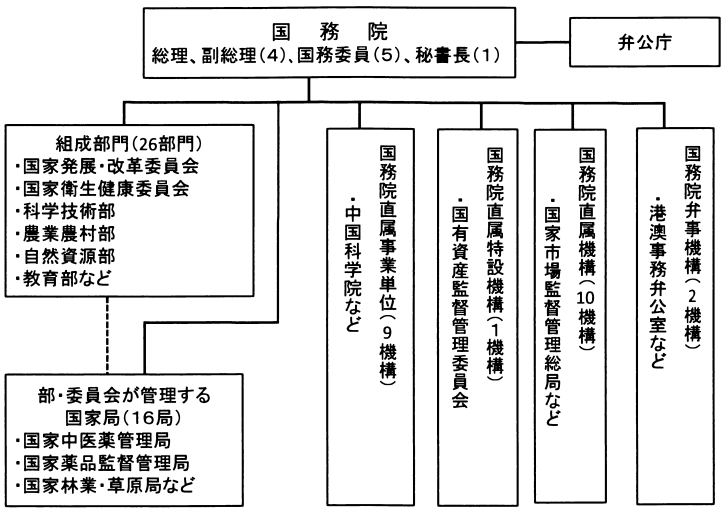 国務院
総理、副総理(4)、国務委員(5)、秘書長(1)
弁公庁
組成部門(26部門)
・国家発展・改革委員会
・国家衛生健康委員会
・科学技術部
・農業農村部
・自然資源部
・教育部など
部・委員会が管理する
国家局(16局)
・国家中医薬管理局
・国家薬品監督管理局
・国家林業・草原局など
国務院直属事業単位(9機構)
・中国科学院など
国務院直属特設機構(1機構)
・国有資産監督管理委員会
国務院直属機構(10機構)
・国家市場監督管理総局など
国務院弁事機構(2機構)
・港澳事務弁公室など